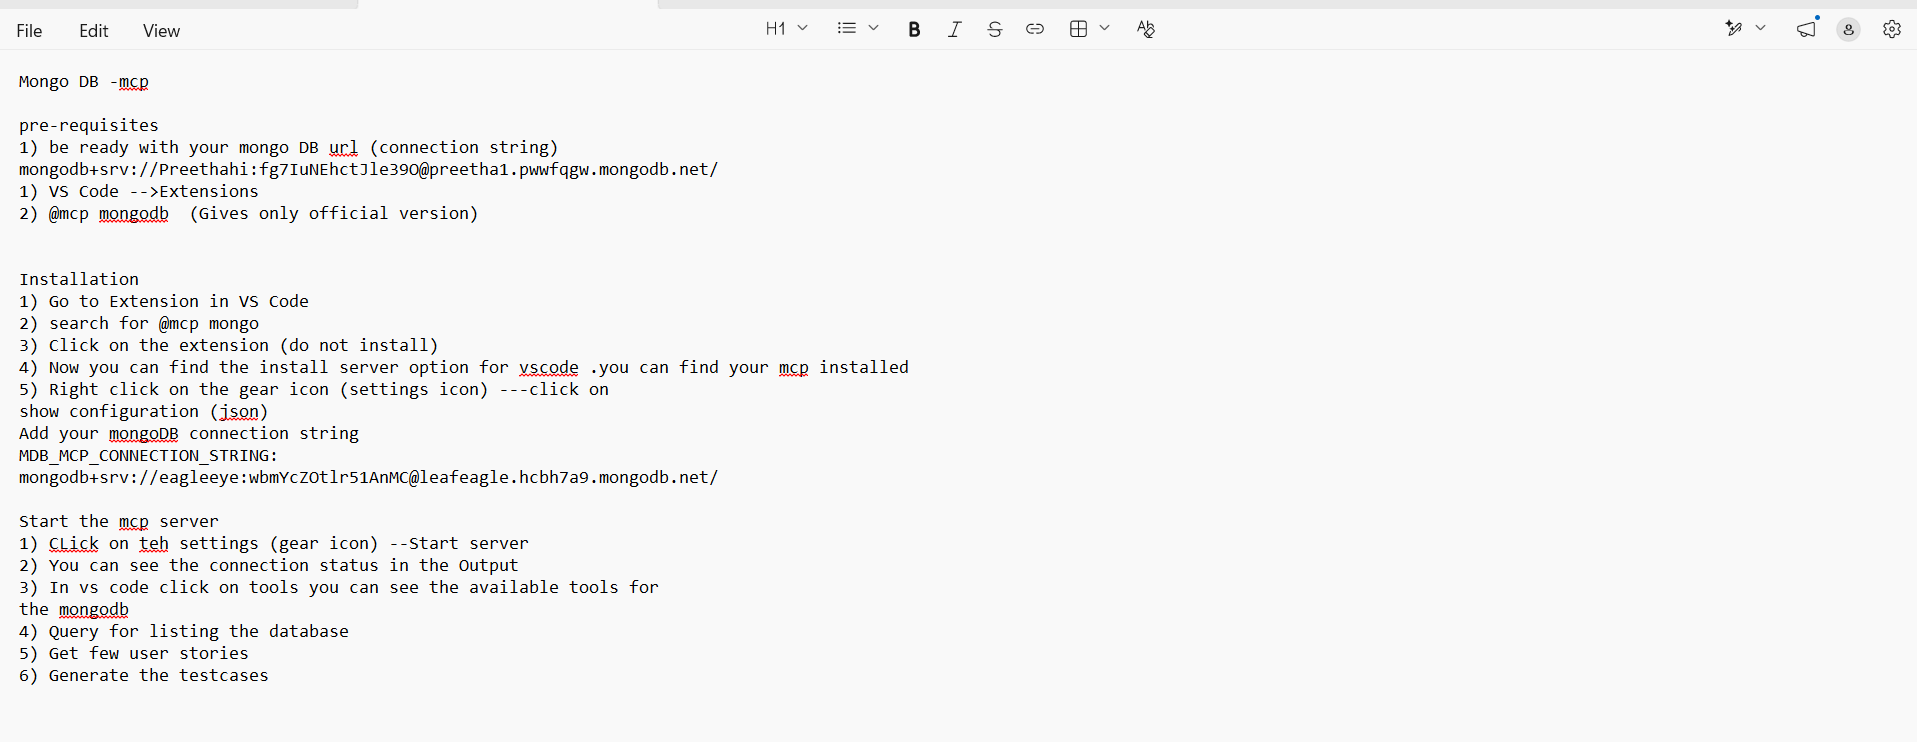 File Edit View H1 B I S
Mongo DB -mcp
pre-requisites
1) be ready with your mongo DB url (connection string)
mongodb+srv://Preethahi:fg7IuNEhctJle39O@preetha1.pwwfqgw.mongodb.net/
1) VS Code -->Extensions
2) @mcp mongodb  (Gives only official version)
Installation
1) Go to Extension in VS Code
2) search for @mcp mongo
3) Click on the extension (do not install)
4) Now you can find the install server option for vscode .you can find your mcp installed
5) Right click on the gear icon (settings icon) ---click on
show configuration (json)
Add your mongoDB connection string
MDB_MCP_CONNECTION_STRING:
mongodb+srv://eagleeye:wbmYcZOtlr51AnMC@leafeagle.hcbh7a9.mongodb.net/
Start the mcp server
1) CLick on teh settings (gear icon) --Start server
2) You can see the connection status in the Output
3) In vs code click on tools you can see the available tools for
the mongodb
4) Query for listing the database
5) Get few user stories
6) Generate the testcases